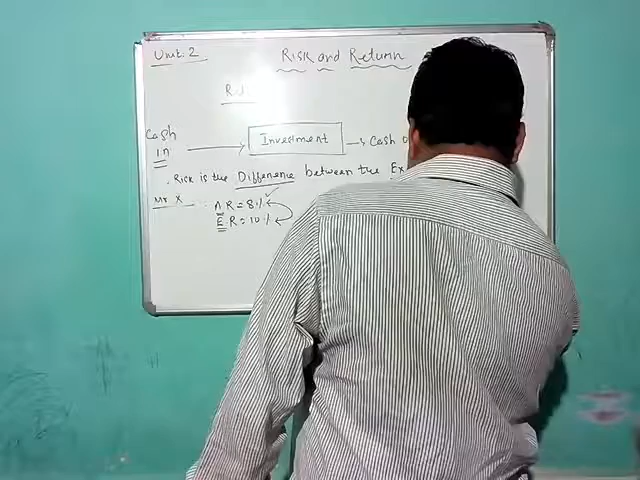 Unit: 2
Risk and Return
Cash in → Investment → Cash
Risk is the Difference between the Ex
Mr X
A R = 8%
E.R = 10%